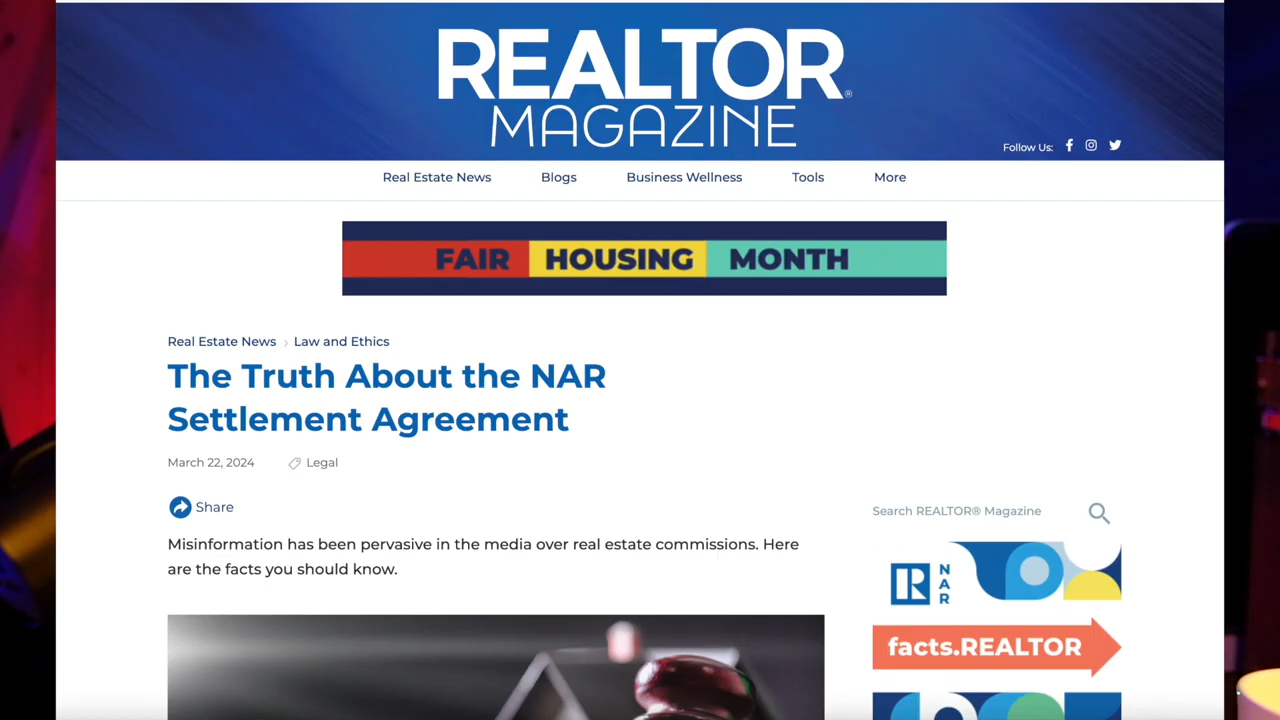 REALTOR®
MAGAZINE
Follow Us:
Real Estate News Blogs Business Wellness Tools More
FAIR HOUSING MONTH
Real Estate News › Law and Ethics
The Truth About the NAR
Settlement Agreement
March 22, 2024 Legal
Share
Search REALTOR® Magazine
Misinformation has been pervasive in the media over real estate commissions. Here
are the facts you should know.
R NAR
facts.REALTOR